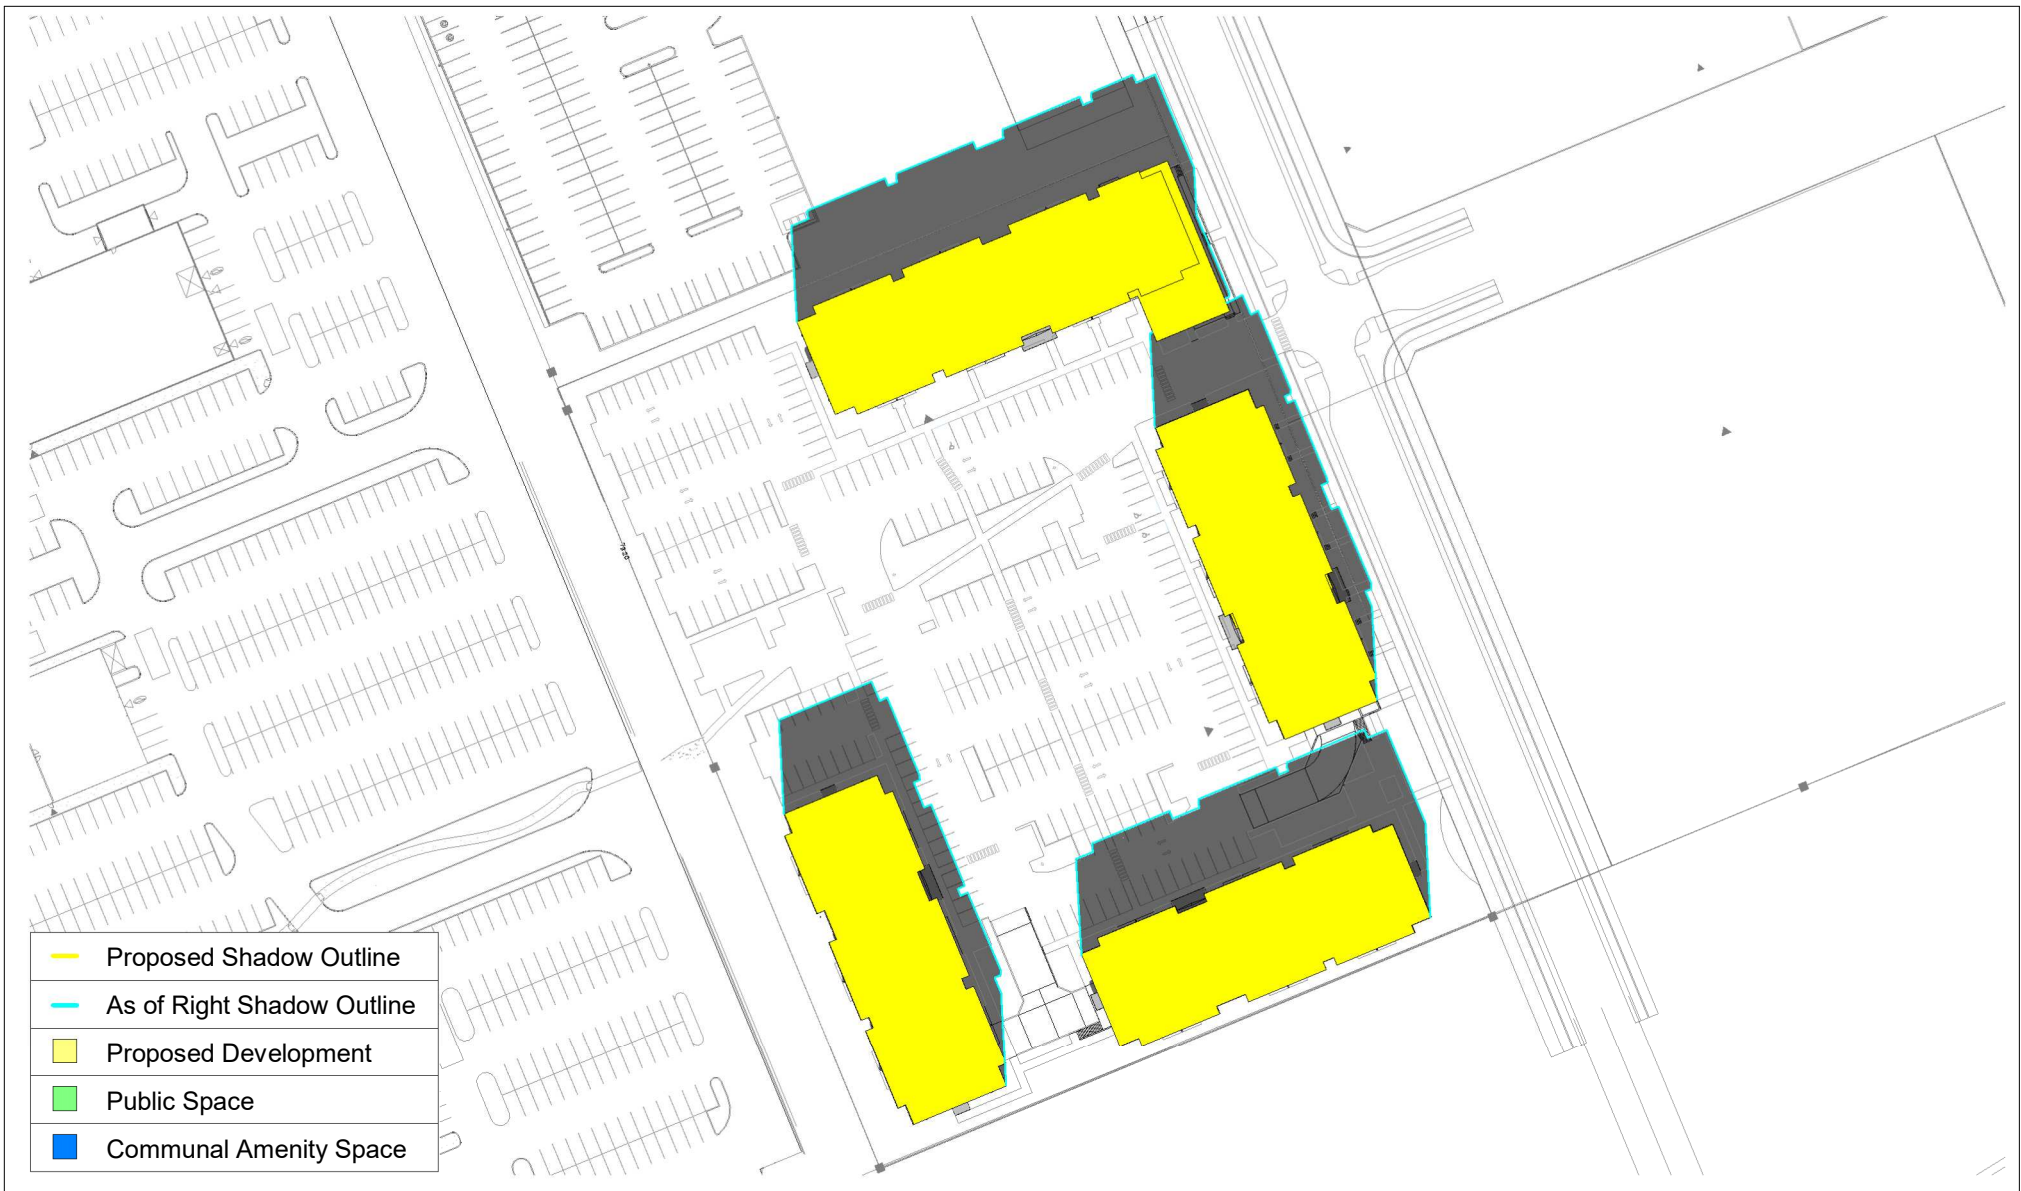 Proposed Shadow Outline
As of Right Shadow Outline
Proposed Development
Public Space
Communal Amenity Space